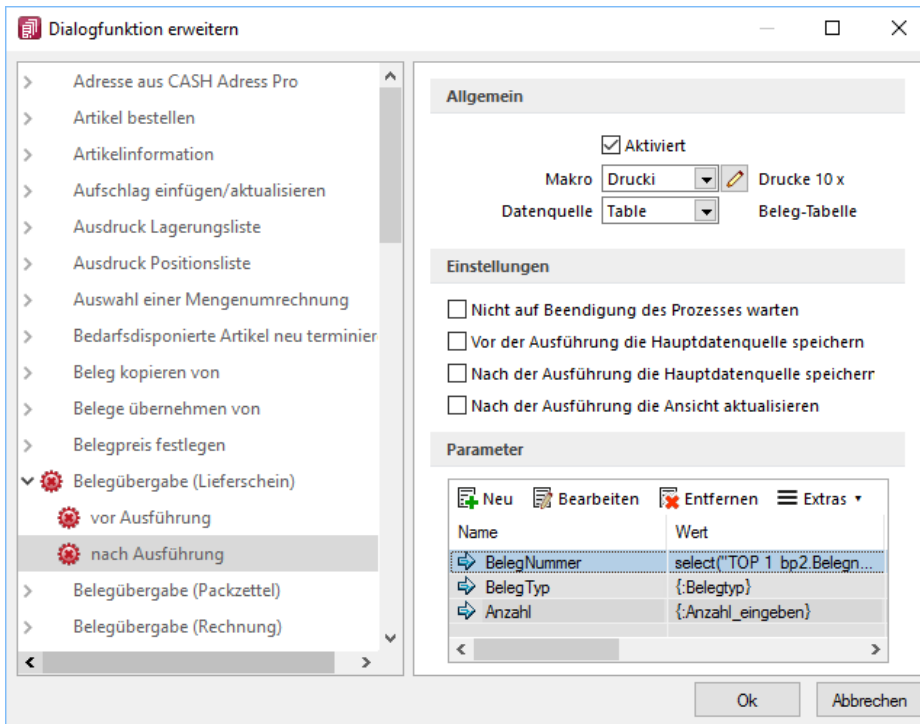 Dialogfunktion erweitern
Adresse aus CASH Adress Pro
Artikel bestellen
Artikelinformation
Aufschlag einfügen/aktualisieren
Ausdruck Lagerungsliste
Ausdruck Positionsliste
Auswahl einer Mengenumrechnung
Bedarfsdisponierte Artikel neu terminier
Beleg kopieren von
Belege übernehmen von
Belegpreis festlegen
Belegübergabe (Lieferschein)
vor Ausführung
nach Ausführung
Belegübergabe (Packzettel)
Belegübergabe (Rechnung)
Allgemein
Aktiviert
Makro Drucki Drucke 10 x
Datenquelle Table Beleg-Tabelle
Einstellungen
Nicht auf Beendigung des Prozesses warten
Vor der Ausführung die Hauptdatenquelle speichern
Nach der Ausführung die Hauptdatenquelle speichern
Nach der Ausführung die Ansicht aktualisieren
Parameter
Neu Bearbeiten Entfernen Extras
Name Wert
BelegNummer select("TOP 1 bp2.Belegn...
BelegTyp {:Belegtyp}
Anzahl {:Anzahl_eingeben}
Ok Abbrechen